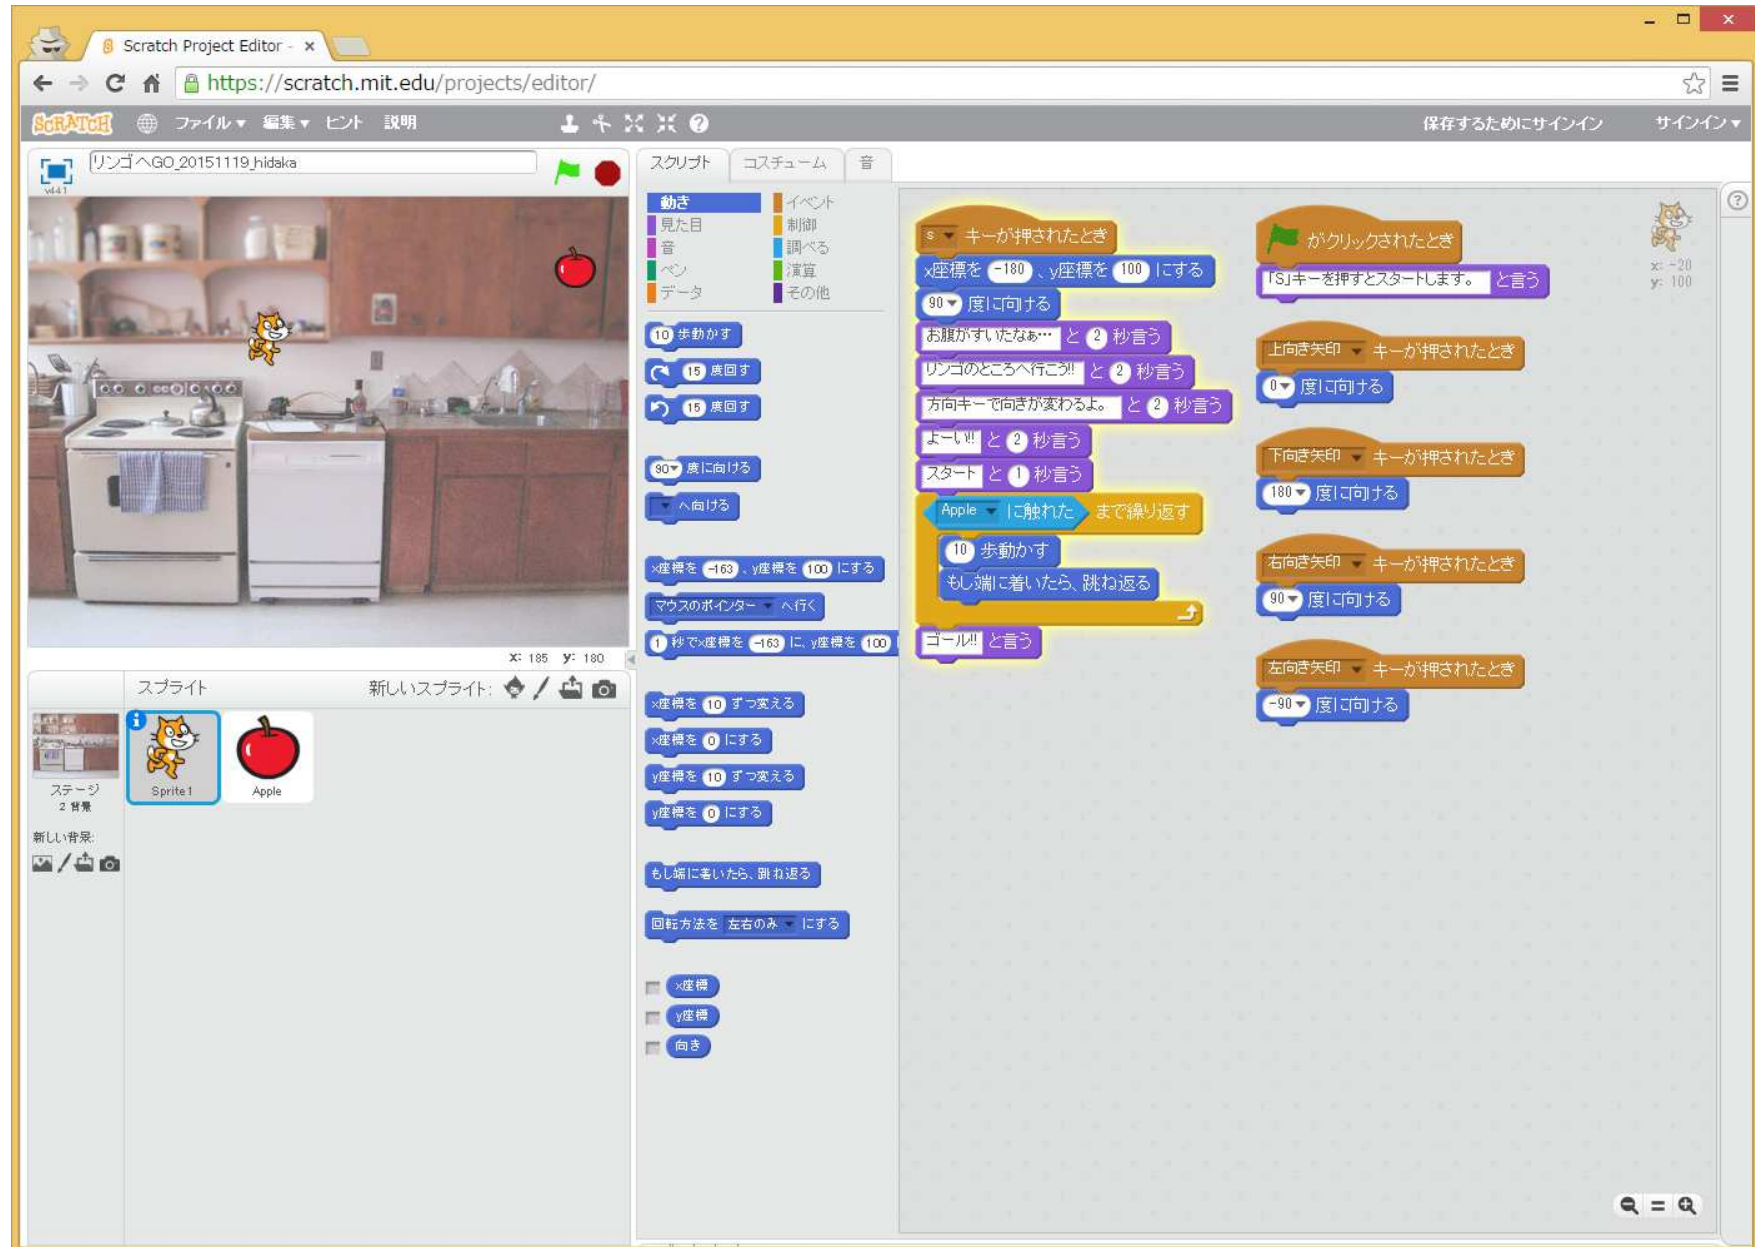 Scratch Project Editor -
https://scratch.mit.edu/projects/editor/
SCRATCH ファイル 編集 ヒント 説明 保存するためにサインイン サインイン
リンゴへGO_20151119_hidaka
v441
X: 185 y: 180
スプライト 新しいスプライト:
ステージ
2 背景
新しい背景:
Sprite1
Apple
スクリプト コスチューム 音
動き イベント
見た目 制御
音 調べる
ペン 演算
データ その他
10 歩動かす
15 度回す
15 度回す
90 度に向ける
へ向ける
x座標を -163 、y座標を 100 にする
マウスのポインター へ行く
1 秒でx座標を -163 に、y座標を 100
x座標を 10 ずつ変える
x座標を 0 にする
y座標を 10 ずつ変える
y座標を 0 にする
もし端に着いたら、跳ね返る
回転方法を 左右のみ にする
x座標
y座標
向き
s キーが押されたとき
x座標を -180 、y座標を 100 にする
90 度に向ける
お腹がすいたなぁ… と 2 秒言う
リンゴのところへ行こう!! と 2 秒言う
方向キーで向きが変わるよ。 と 2 秒言う
よーい!! と 2 秒言う
スタート と 1 秒言う
Apple に触れた まで繰り返す
10 歩動かす
もし端に着いたら、跳ね返る
ゴール!! と言う
がクリックされたとき
「S」キーを押すとスタートします。 と言う
上向き矢印 キーが押されたとき
0 度に向ける
下向き矢印 キーが押されたとき
180 度に向ける
右向き矢印 キーが押されたとき
90 度に向ける
左向き矢印 キーが押されたとき
-90 度に向ける
x: -20
y: 100